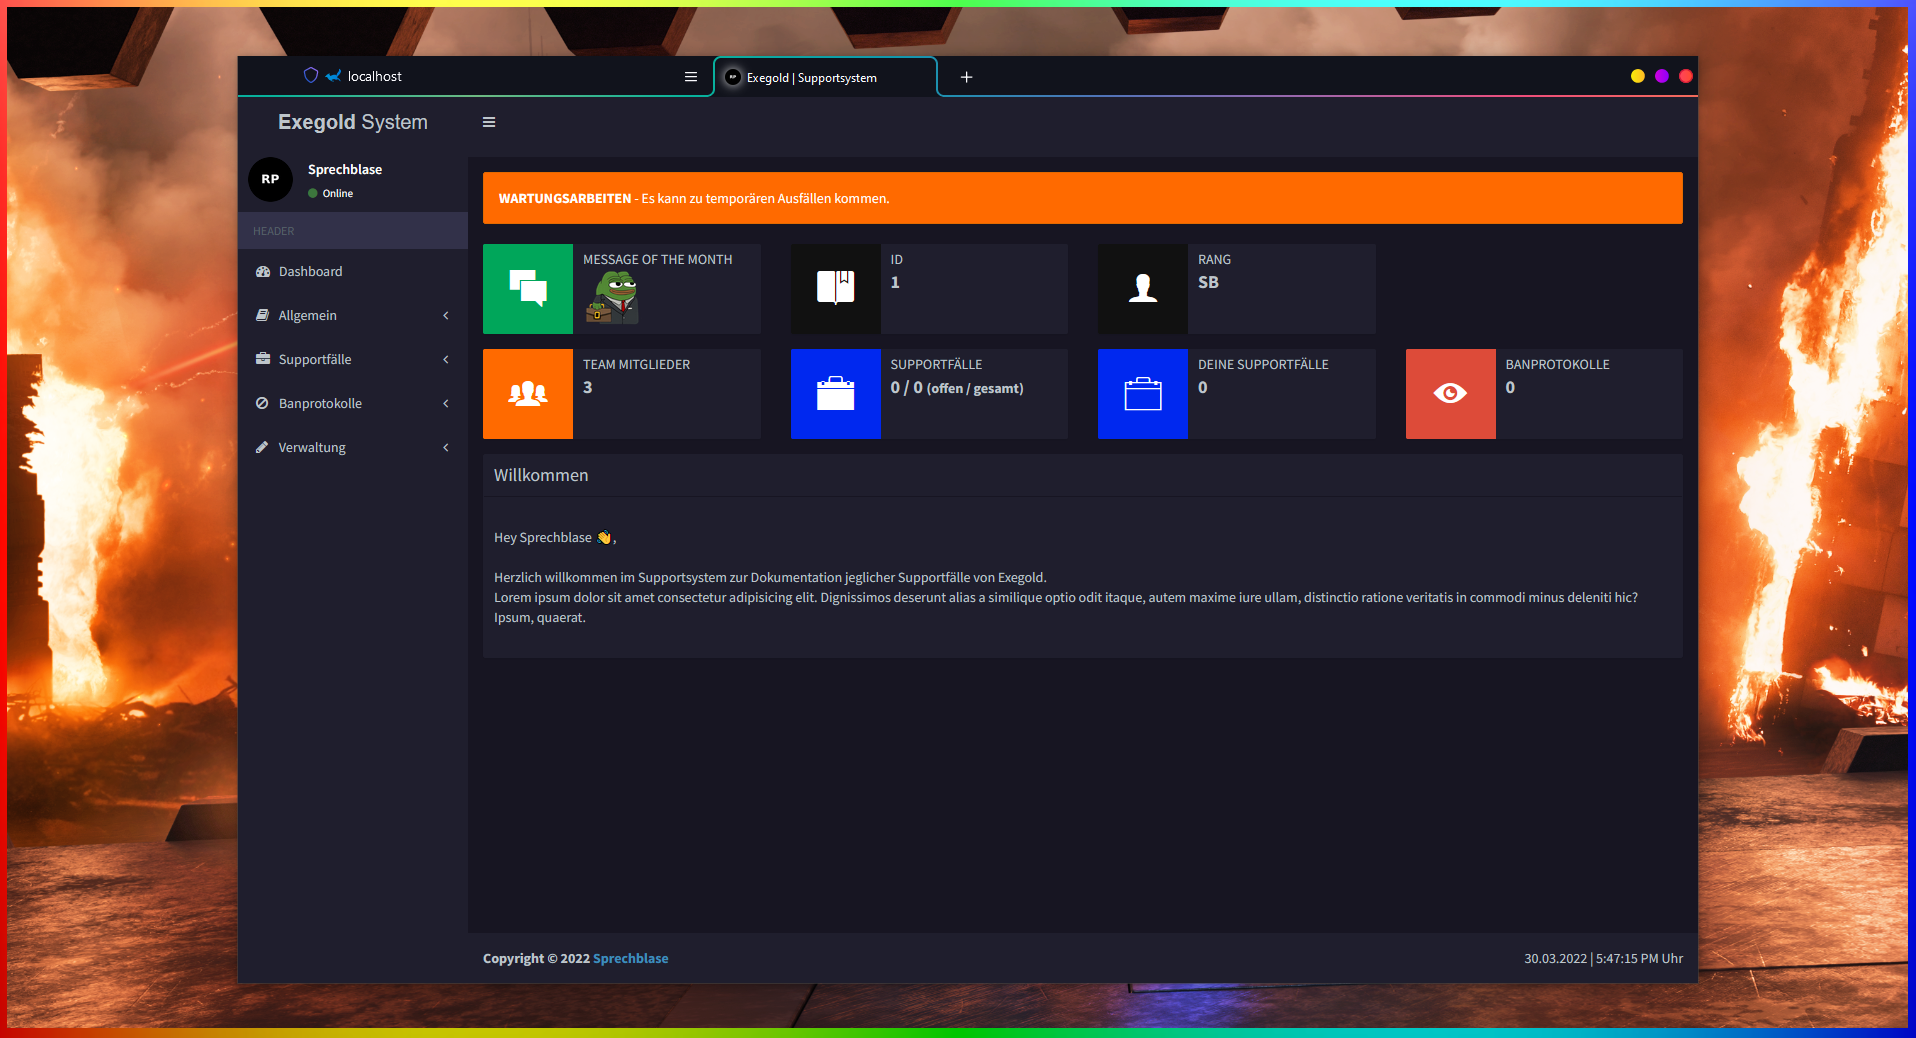 localhost
RP Exegold | Supportsystem
Exegold System
RP
Sprechblase
Online
HEADER
Dashboard
Allgemein
Supportfälle
Banprotokolle
Verwaltung
WARTUNGSARBEITEN - Es kann zu temporären Ausfällen kommen.
MESSAGE OF THE MONTH
ID
1
RANG
SB
TEAM MITGLIEDER
3
SUPPORTFÄLLE
0 / 0 (offen / gesamt)
DEINE SUPPORTFÄLLE
0
BANPROTOKOLLE
0
Willkommen
Hey Sprechblase 👋,
Herzlich willkommen im Supportsystem zur Dokumentation jeglicher Supportfälle von Exegold.
Lorem ipsum dolor sit amet consectetur adipisicing elit. Dignissimos deserunt alias a similique optio odit itaque, autem maxime iure ullam, distinctio ratione veritatis in commodi minus deleniti hic?
Ipsum, quaerat.
Copyright © 2022 Sprechblase
30.03.2022 | 5:47:15 PM Uhr